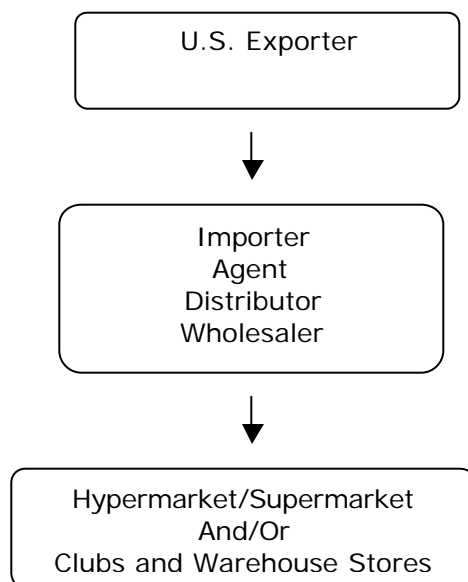 U.S. Exporter
Importer
Agent
Distributor
Wholesaler
Hypermarket/Supermarket
And/Or
Clubs and Warehouse Stores